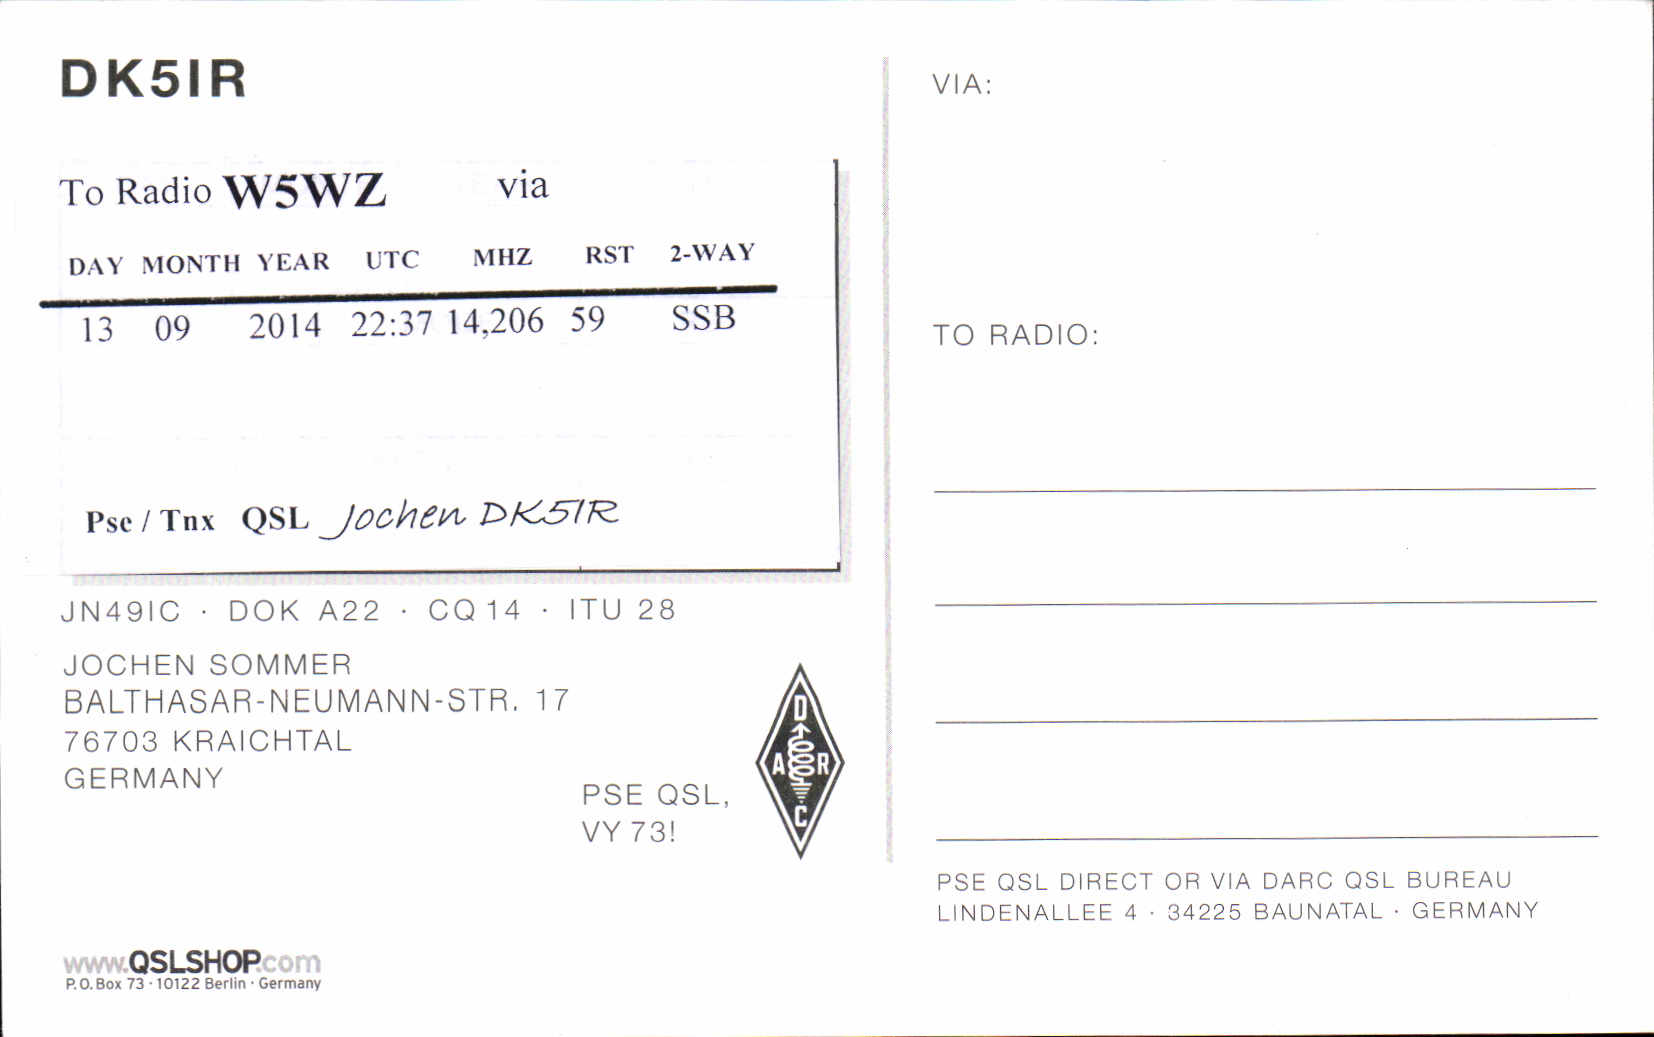 DK5IR
To Radio W5WZ via
DAY MONTH YEAR UTC MHZ RST 2-WAY
13 09 2014 22:37 14,206 59 SSB
Pse / Tnx QSL Jochen DK5IR
JN49IC · DOK A22 · CQ 14 · ITU 28
JOCHEN SOMMER
BALTHASAR-NEUMANN-STR. 17
76703 KRAICHTAL
GERMANY
PSE QSL,
VY 73!
D
A R
C
www.QSLSHOP.com
P.O. Box 73 · 10122 Berlin · Germany
VIA:
TO RADIO:
PSE QSL DIRECT OR VIA DARC QSL BUREAU
LINDENALLEE 4 · 34225 BAUNATAL · GERMANY